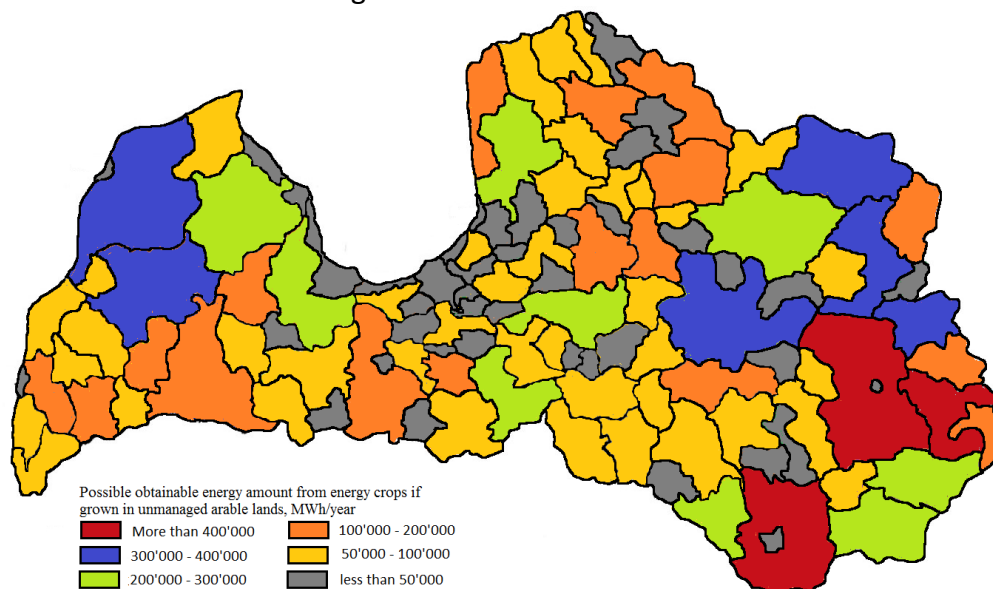 Possible obtainable energy amount from energy crops if
grown in unmanaged arable lands, MWh/year
More than 400'000
100'000 - 200'000
300'000 - 400'000
50'000 - 100'000
200'000 - 300'000
less than 50'000